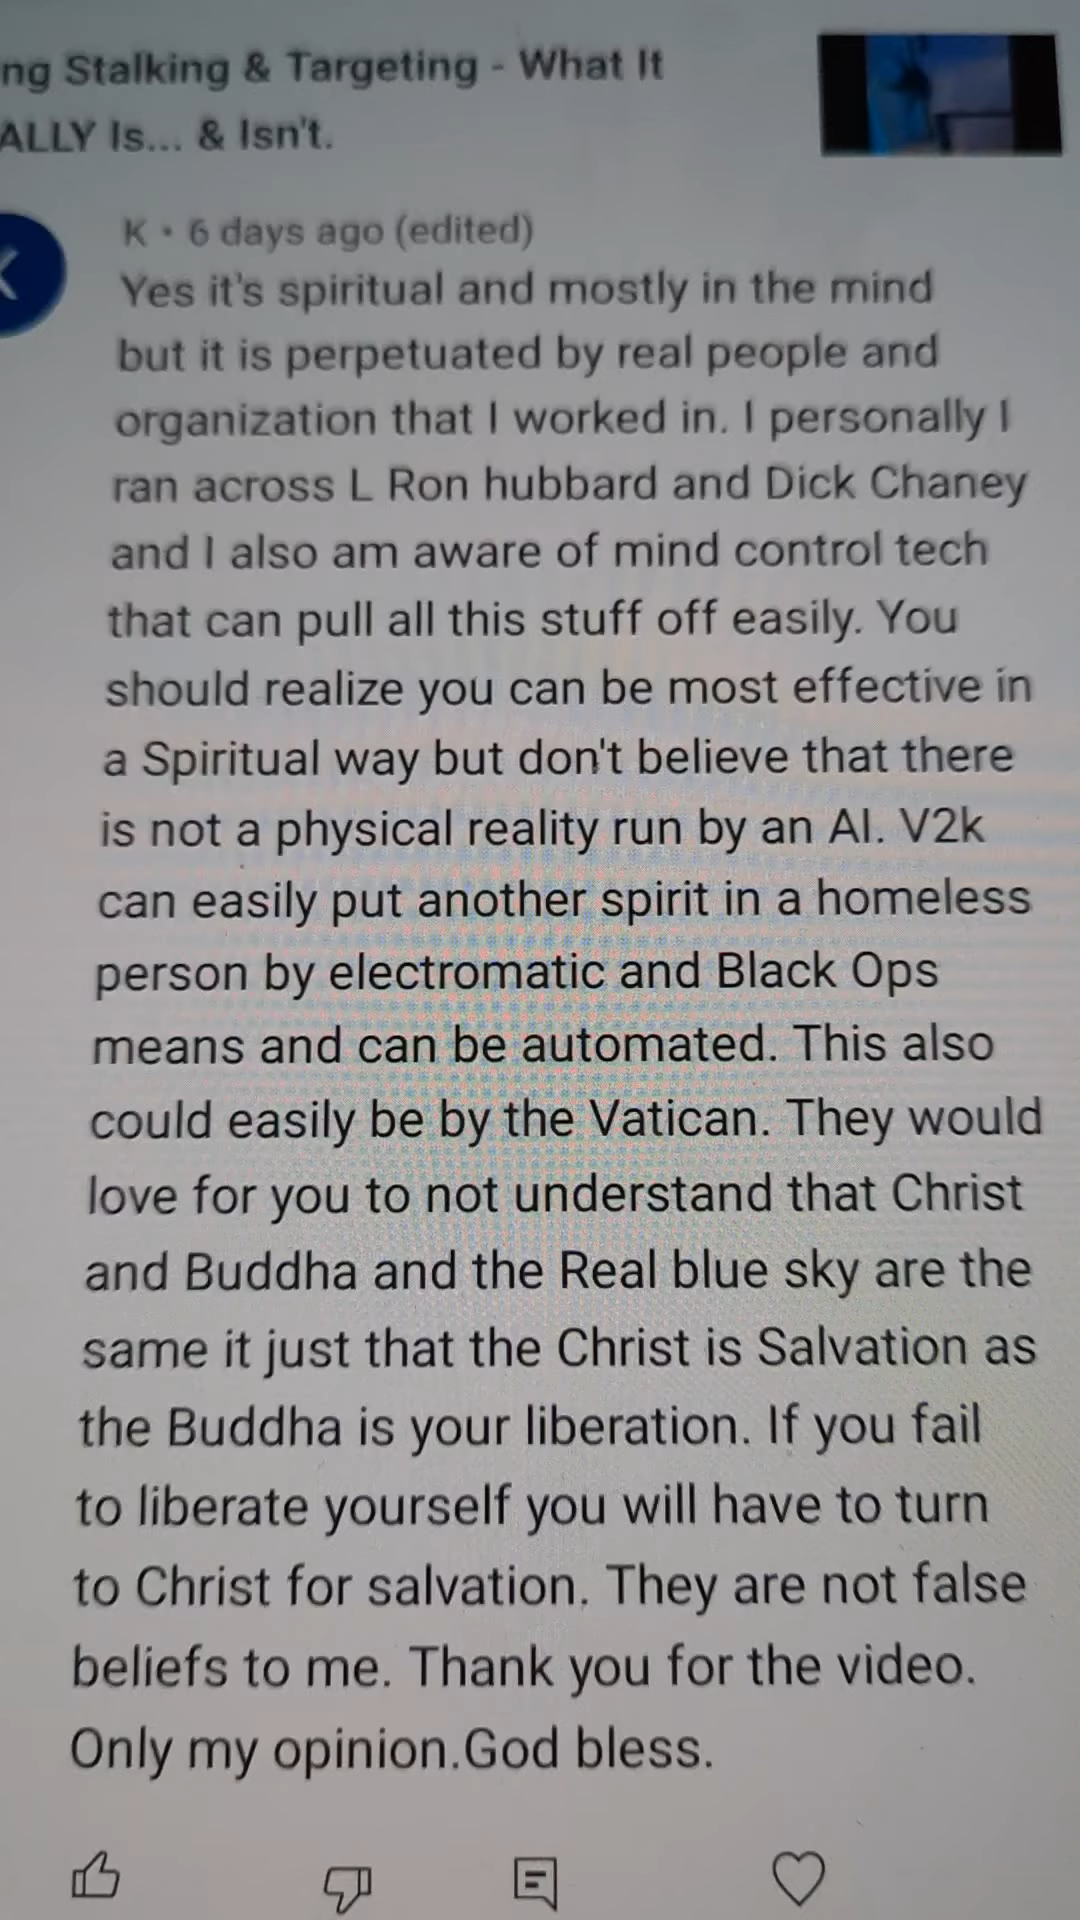 ng Stalking & Targeting - What It
ALLY Is... & Isn't.
K • 6 days ago (edited)
Yes it's spiritual and mostly in the mind
but it is perpetuated by real people and
organization that I worked in. I personally I
ran across L Ron hubbard and Dick Chaney
and I also am aware of mind control tech
that can pull all this stuff off easily. You
should realize you can be most effective in
a Spiritual way but don't believe that there
is not a physical reality run by an AI. V2k
can easily put another spirit in a homeless
person by electromatic and Black Ops
means and can be automated. This also
could easily be by the Vatican. They would
love for you to not understand that Christ
and Buddha and the Real blue sky are the
same it just that the Christ is Salvation as
the Buddha is your liberation. If you fail
to liberate yourself you will have to turn
to Christ for salvation. They are not false
beliefs to me. Thank you for the video.
Only my opinion.God bless.